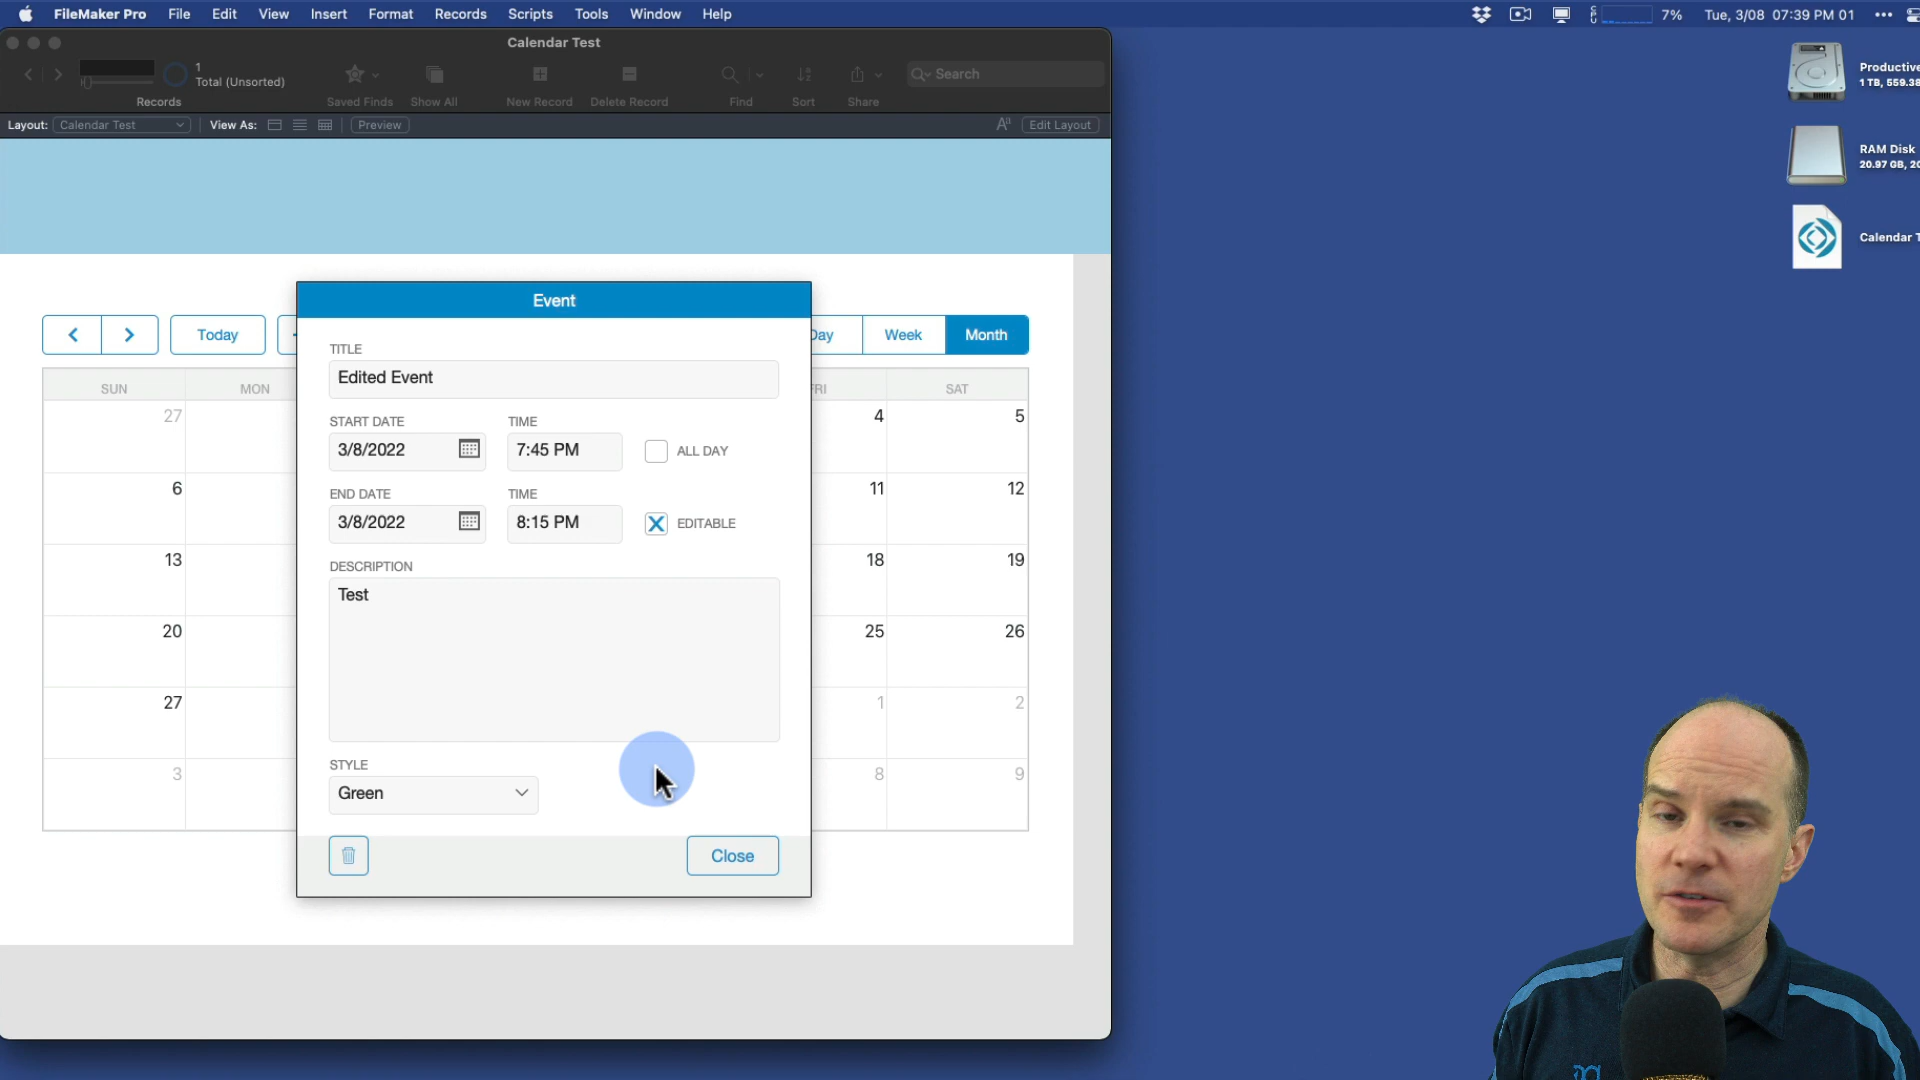 FileMaker Pro File Edit View Insert Format Records Scripts Tools Window Help
7% Tue, 3/08 07:39 PM 01
Calendar Test
1
Total (Unsorted)
Search
Records Saved Finds Show All New Record Delete Record Find Sort Share
Layout: Calendar Test View As: Preview Edit Layout
Productive
1 TB, 559.38
RAM Disk
20.97 GB, 20
Calendar T
Event
Today Day Week Month
TITLE
Edited Event
START DATE TIME
3/8/2022 7:45 PM ALL DAY
END DATE TIME
3/8/2022 8:15 PM EDITABLE
DESCRIPTION
Test
STYLE
Green
Close
SUN MON FRI SAT
27 4 5
6 11 12
13 18 19
20 25 26
27 1 2
3 8 9